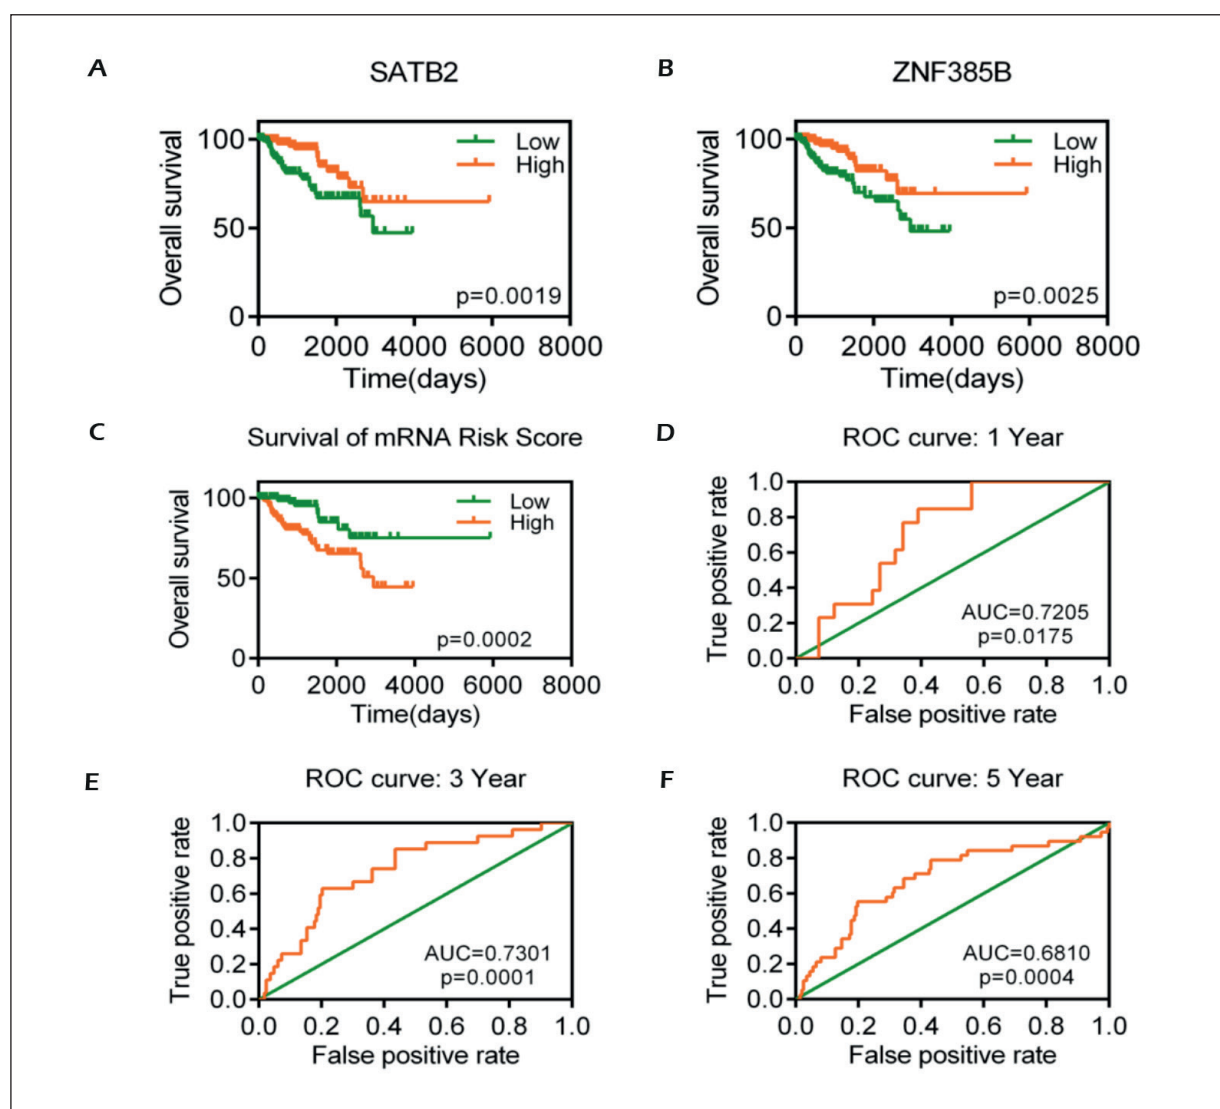 A
SATB2
Overall survival
100
50
0
Low
High
p=0.0019
0 2000 4000 6000 8000
Time(days)
B
ZNF385B
Overall survival
100
50
0
Low
High
p=0.0025
0 2000 4000 6000 8000
Time(days)
C
Survival of mRNA Risk Score
Overall survival
100
50
0
Low
High
p=0.0002
0 2000 4000 6000 8000
Time(days)
D
ROC curve: 1 Year
True positive rate
1.0
0.8
0.6
0.4
0.2
0.0
AUC=0.7205
p=0.0175
0.0 0.2 0.4 0.6 0.8 1.0
False positive rate
E
ROC curve: 3 Year
True positive rate
1.0
0.8
0.6
0.4
0.2
0.0
AUC=0.7301
p=0.0001
0.0 0.2 0.4 0.6 0.8 1.0
False positive rate
F
ROC curve: 5 Year
True positive rate
1.0
0.8
0.6
0.4
0.2
0.0
AUC=0.6810
p=0.0004
0.0 0.2 0.4 0.6 0.8 1.0
False positive rate